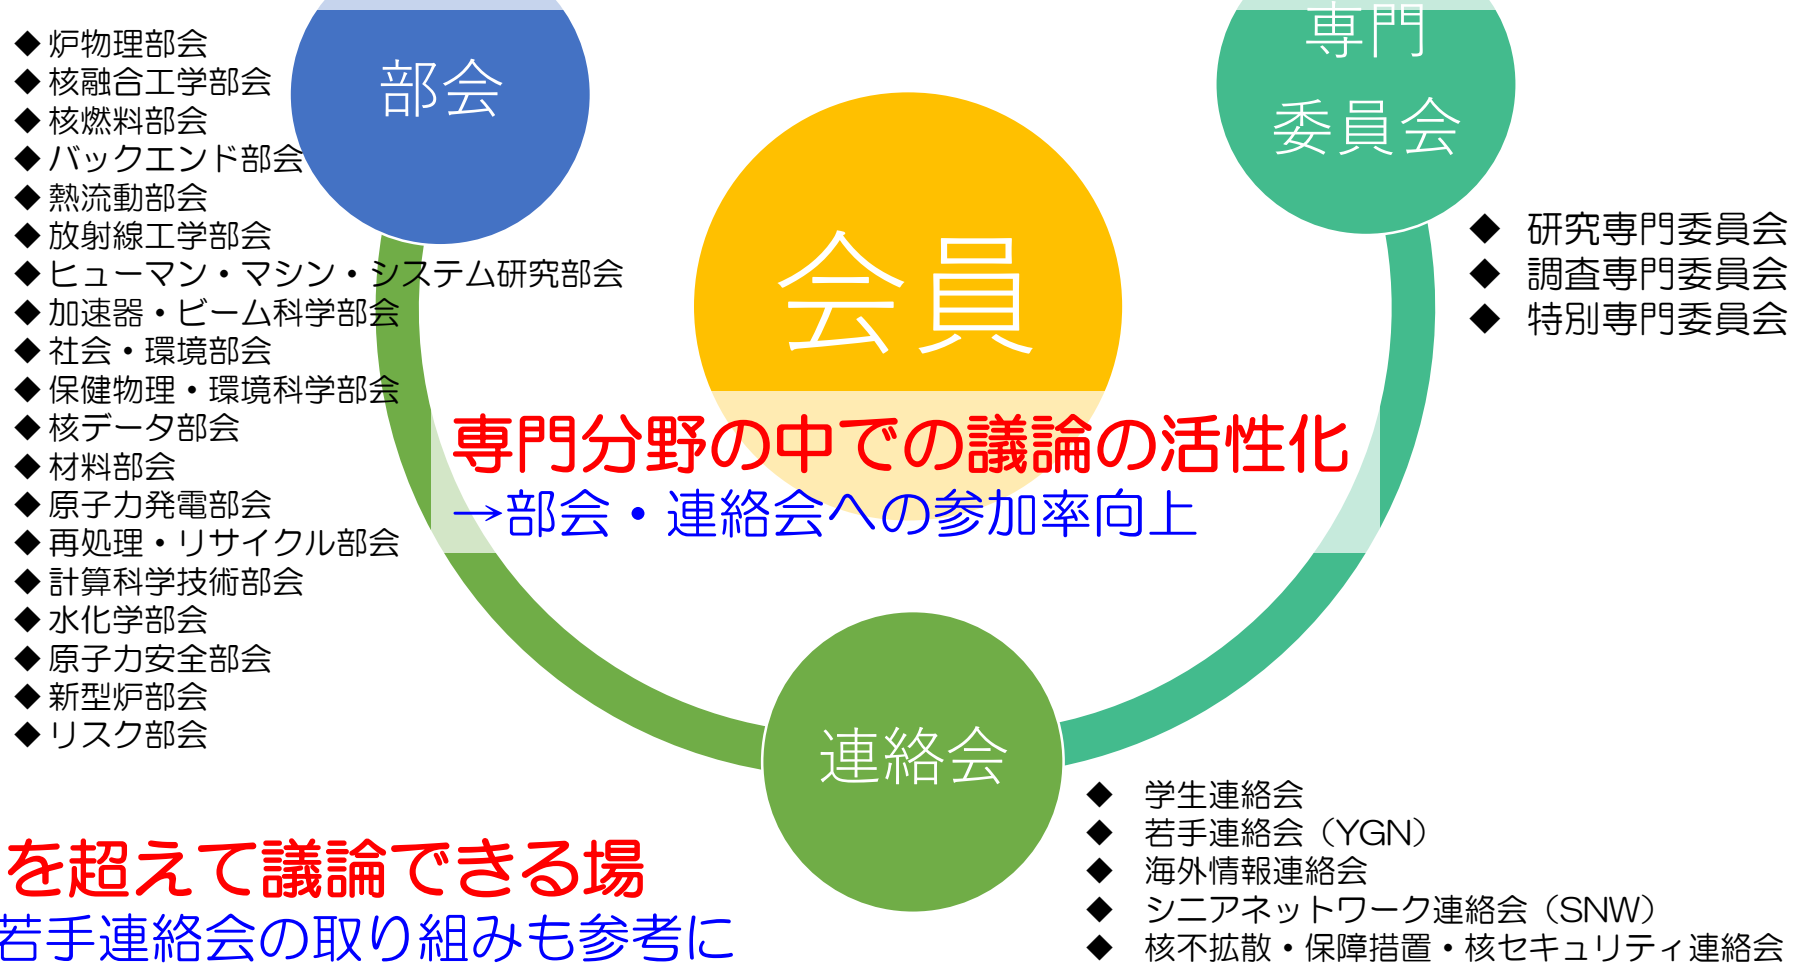 ◆炉物理部会
◆核融合工学部会
◆核燃料部会
◆バックエンド部会
◆熱流動部会
◆放射線工学部会
◆ヒューマン・マシン・システム研究部会
◆加速器・ビーム科学部会
◆社会・環境部会
◆保健物理・環境科学部会
◆核データ部会
◆材料部会
◆原子力発電部会
◆再処理・リサイクル部会
◆計算科学技術部会
◆水化学部会
◆原子力安全部会
◆新型炉部会
◆リスク部会
部会
会員
専門
委員会
◆ 研究専門委員会
◆ 調査専門委員会
◆ 特別専門委員会
専門分野の中での議論の活性化
→部会・連絡会への参加率向上
連絡会
◆ 学生連絡会
◆ 若手連絡会（YGN）
◆ 海外情報連絡会
◆ シニアネットワーク連絡会（SNW）
◆ 核不拡散・保障措置・核セキュリティ連絡会
を超えて議論できる場
若手連絡会の取り組みも参考に